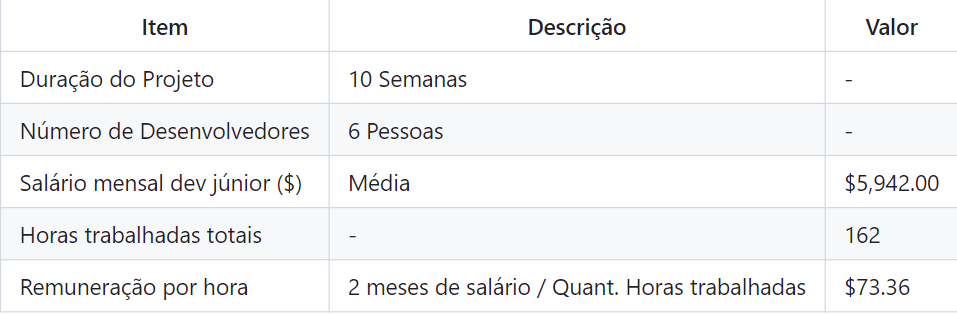 Item Descrição Valor
Duração do Projeto 10 Semanas -
Número de Desenvolvedores 6 Pessoas -
Salário mensal dev júnior ($) Média $5,942.00
Horas trabalhadas totais - 162
Remuneração por hora 2 meses de salário / Quant. Horas trabalhadas $73.36